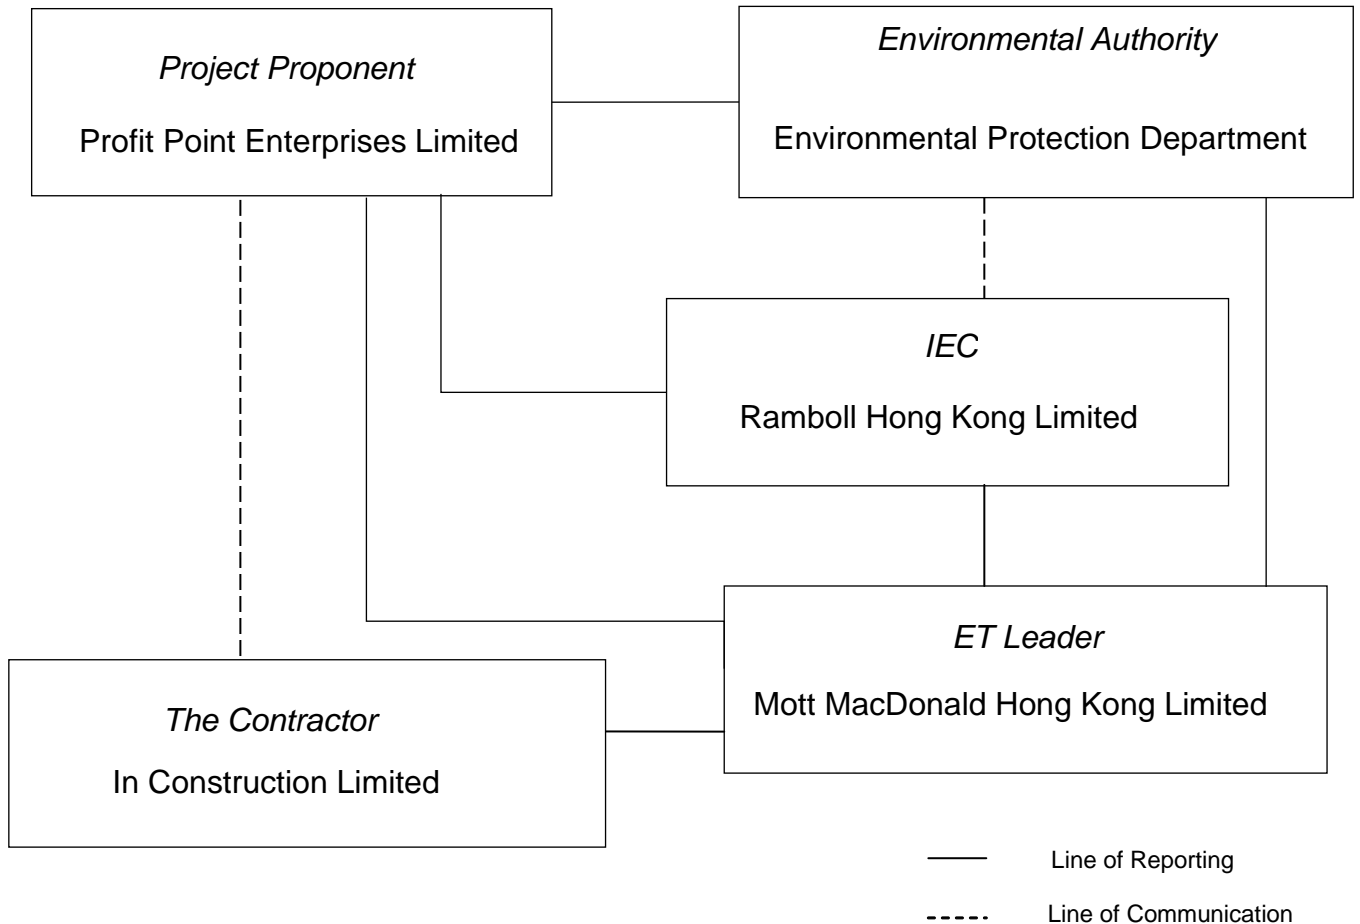 Project Proponent
Profit Point Enterprises Limited
Environmental Authority
Environmental Protection Department
IEC
Ramboll Hong Kong Limited
ET Leader
Mott MacDonald Hong Kong Limited
The Contractor
In Construction Limited
Line of Reporting
Line of Communication